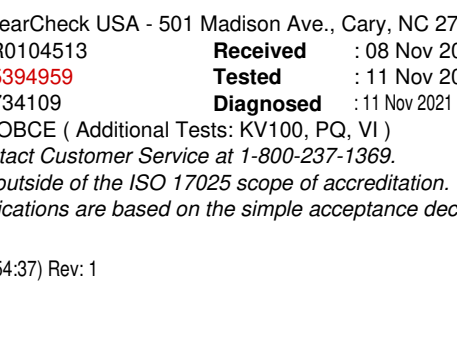 earCheck USA - 501 Madison Ave., Cary, NC 27
R0104513 Received : 08 Nov 20
5394959 Tested : 11 Nov 20
734109 Diagnosed : 11 Nov 2021
OBCE ( Additional Tests: KV100, PQ, VI )
tact Customer Service at 1-800-237-1369.
outside of the ISO 17025 scope of accreditation.
ications are based on the simple acceptance dec
54:37) Rev: 1